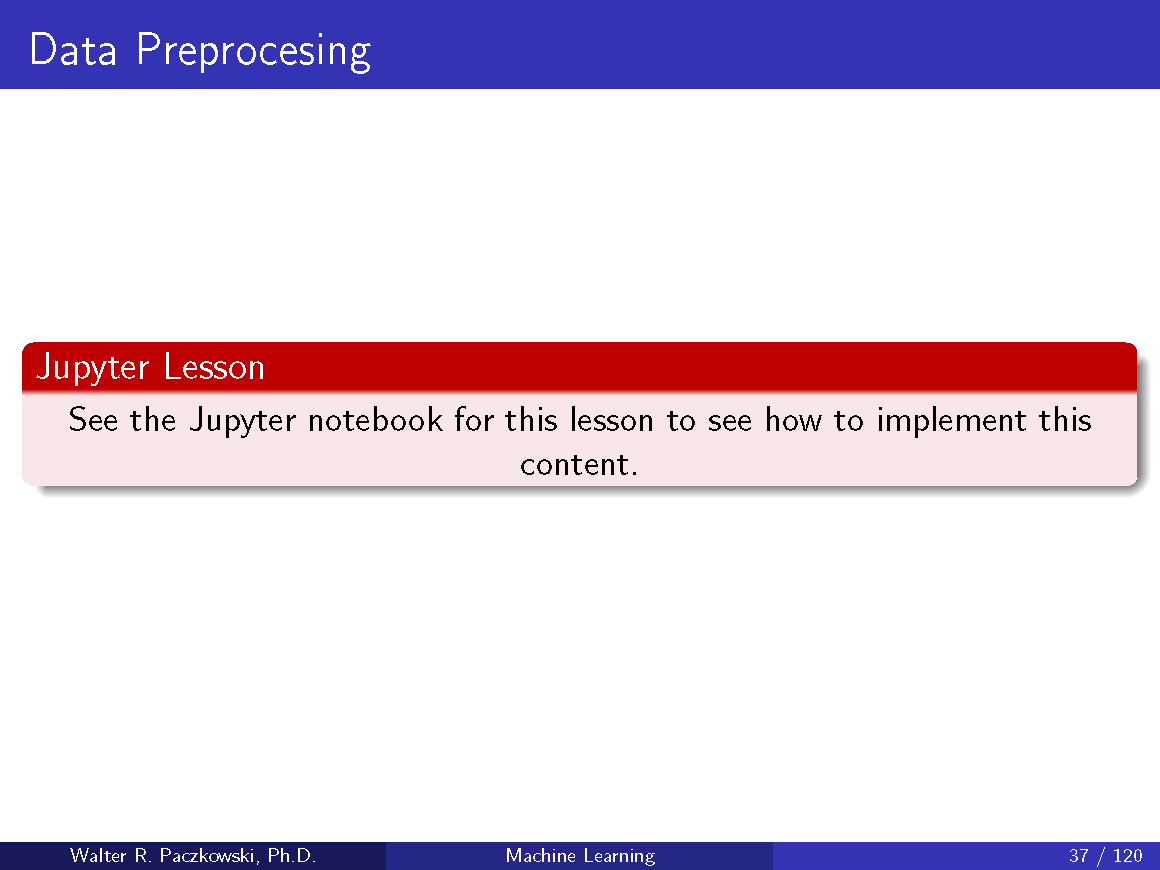 Data Preprocesing
Jupyter Lesson
See the Jupyter notebook for this lesson to see how to implement this
content.
Walter R. Paczkowski, Ph.D.
Machine Learning
37 / 120